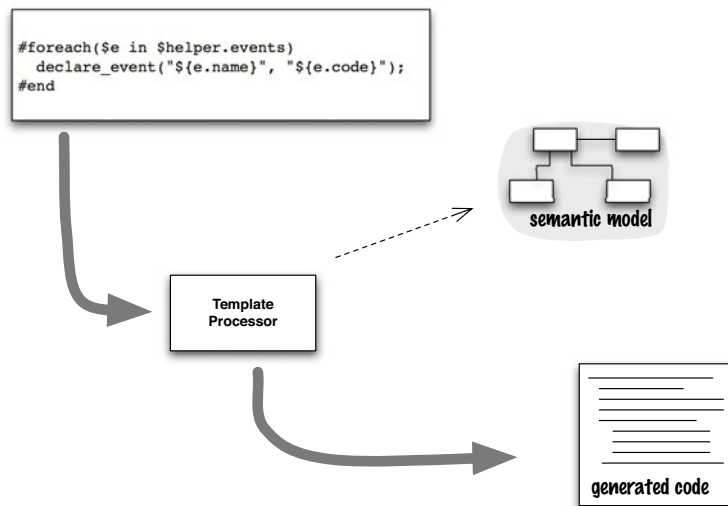 #foreach($e in $helper.events)
  declare_event("${e.name}", "${e.code}");
#end
semantic model
Template
Processor
generated code